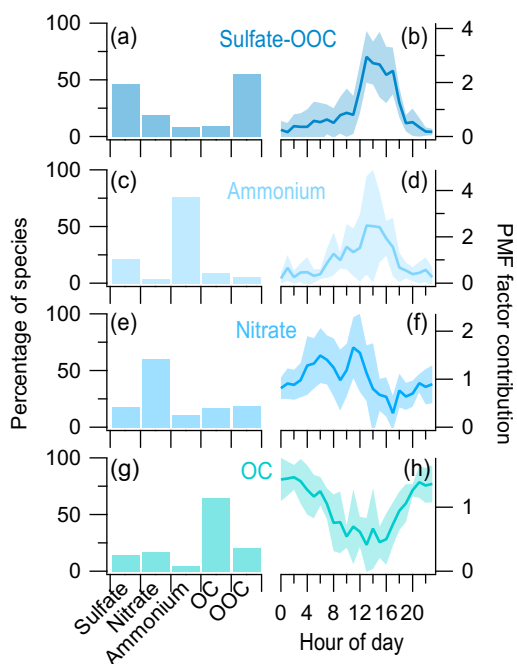 (a)
Sulfate-OOC
(b)
100
50
0
4
2
0
(c)
Ammonium
(d)
100
50
0
4
2
0
(e)
Nitrate
(f)
100
50
0
2
1
0
(g)
OC
(h)
100
50
0
1
0
Percentage of species
PMF factor contribution
Sulfate
Nitrate
Ammonium
OC
OOC
0 4 8 12 16 20
Hour of day